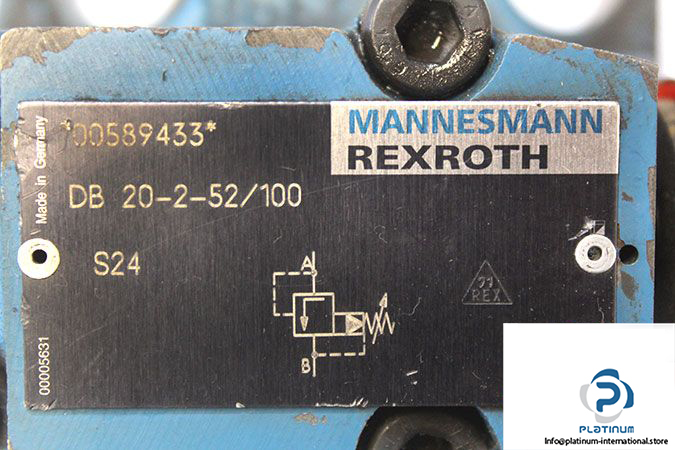 *00589433*
MANNESMANN
REXROTH
Made in Germany
DB 20-2-52/100
S24
A
B
91
REX
00005631
PLATINUM
Info@platinum-international.store